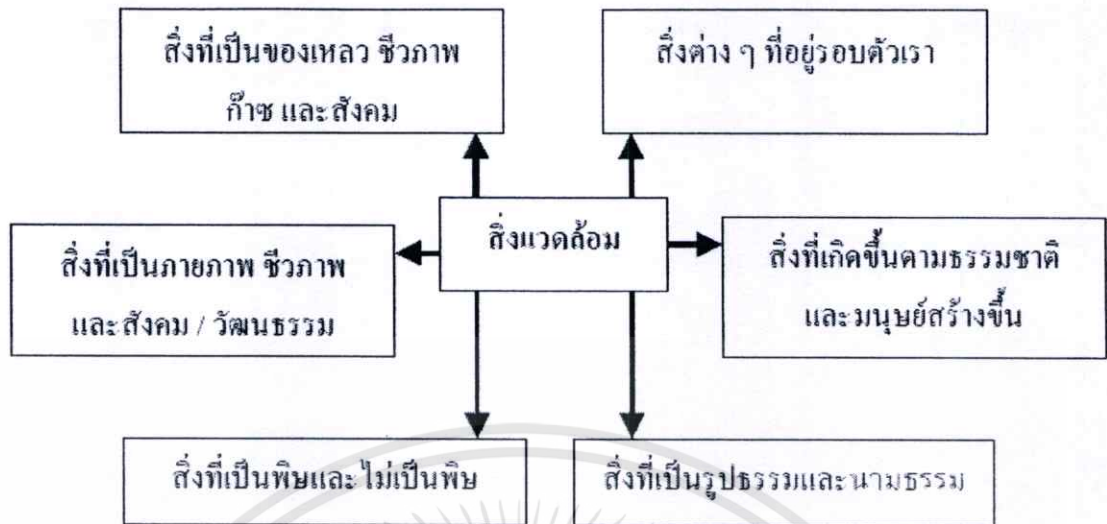 สิ่งที่เป็นของเหลว ชีวภาพ
ก๊าซ และสังคม
สิ่งต่าง ๆ ที่อยู่รอบตัวเรา
สิ่งแวดล้อม
สิ่งที่เป็นภายภาพ ชีวภาพ
และสังคม / วัฒนธรรม
สิ่งที่เกิดขึ้นตามธรรมชาติ
และมนุษย์สร้างขึ้น
สิ่งที่เป็นพิษและไม่เป็นพิษ
สิ่งที่เป็นรูปธรรมและนามธรรม